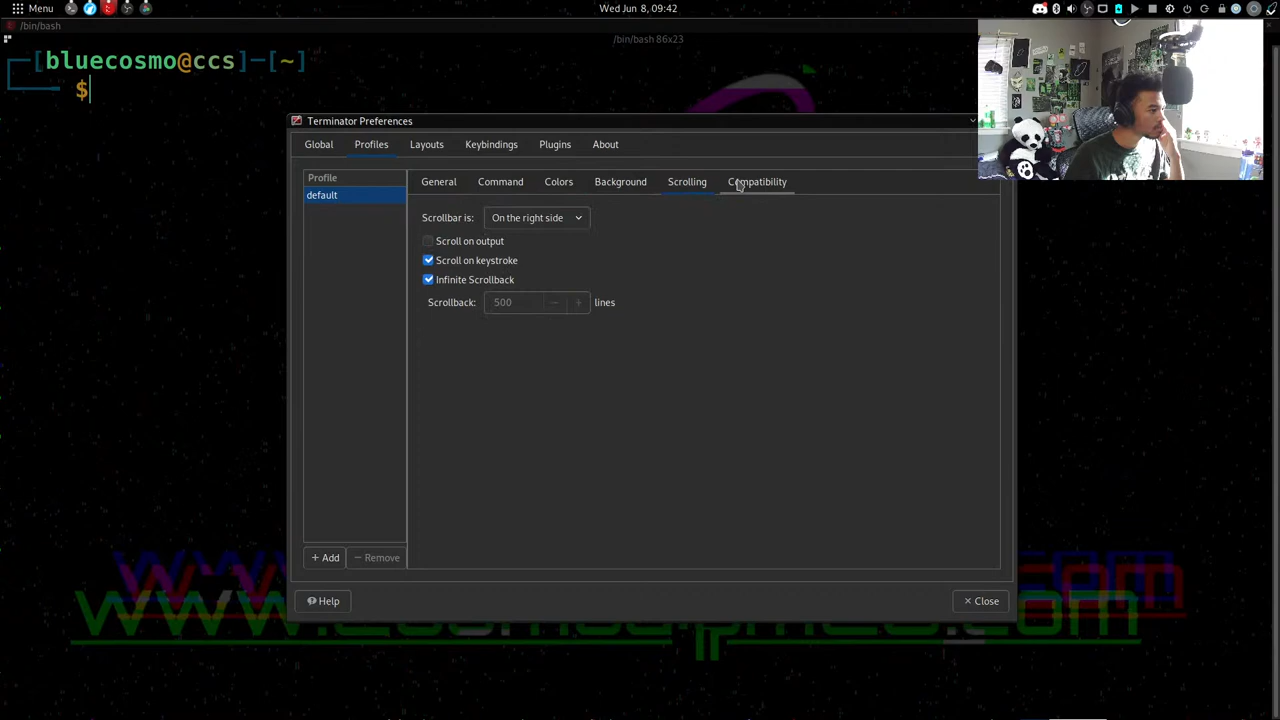 Menu
Wed Jun 8, 09:42
/bin/bash
/bin/bash 86x23
[bluecosmo@ccs]-[~]
$
Terminator Preferences
Global Profiles Layouts Keybindings Plugins About
Profile
default
General Command Colors Background Scrolling Compatibility
Scrollbar is: On the right side
Scroll on output
Scroll on keystroke
Infinite Scrollback
Scrollback: 500 lines
+ Add − Remove
Help
Close